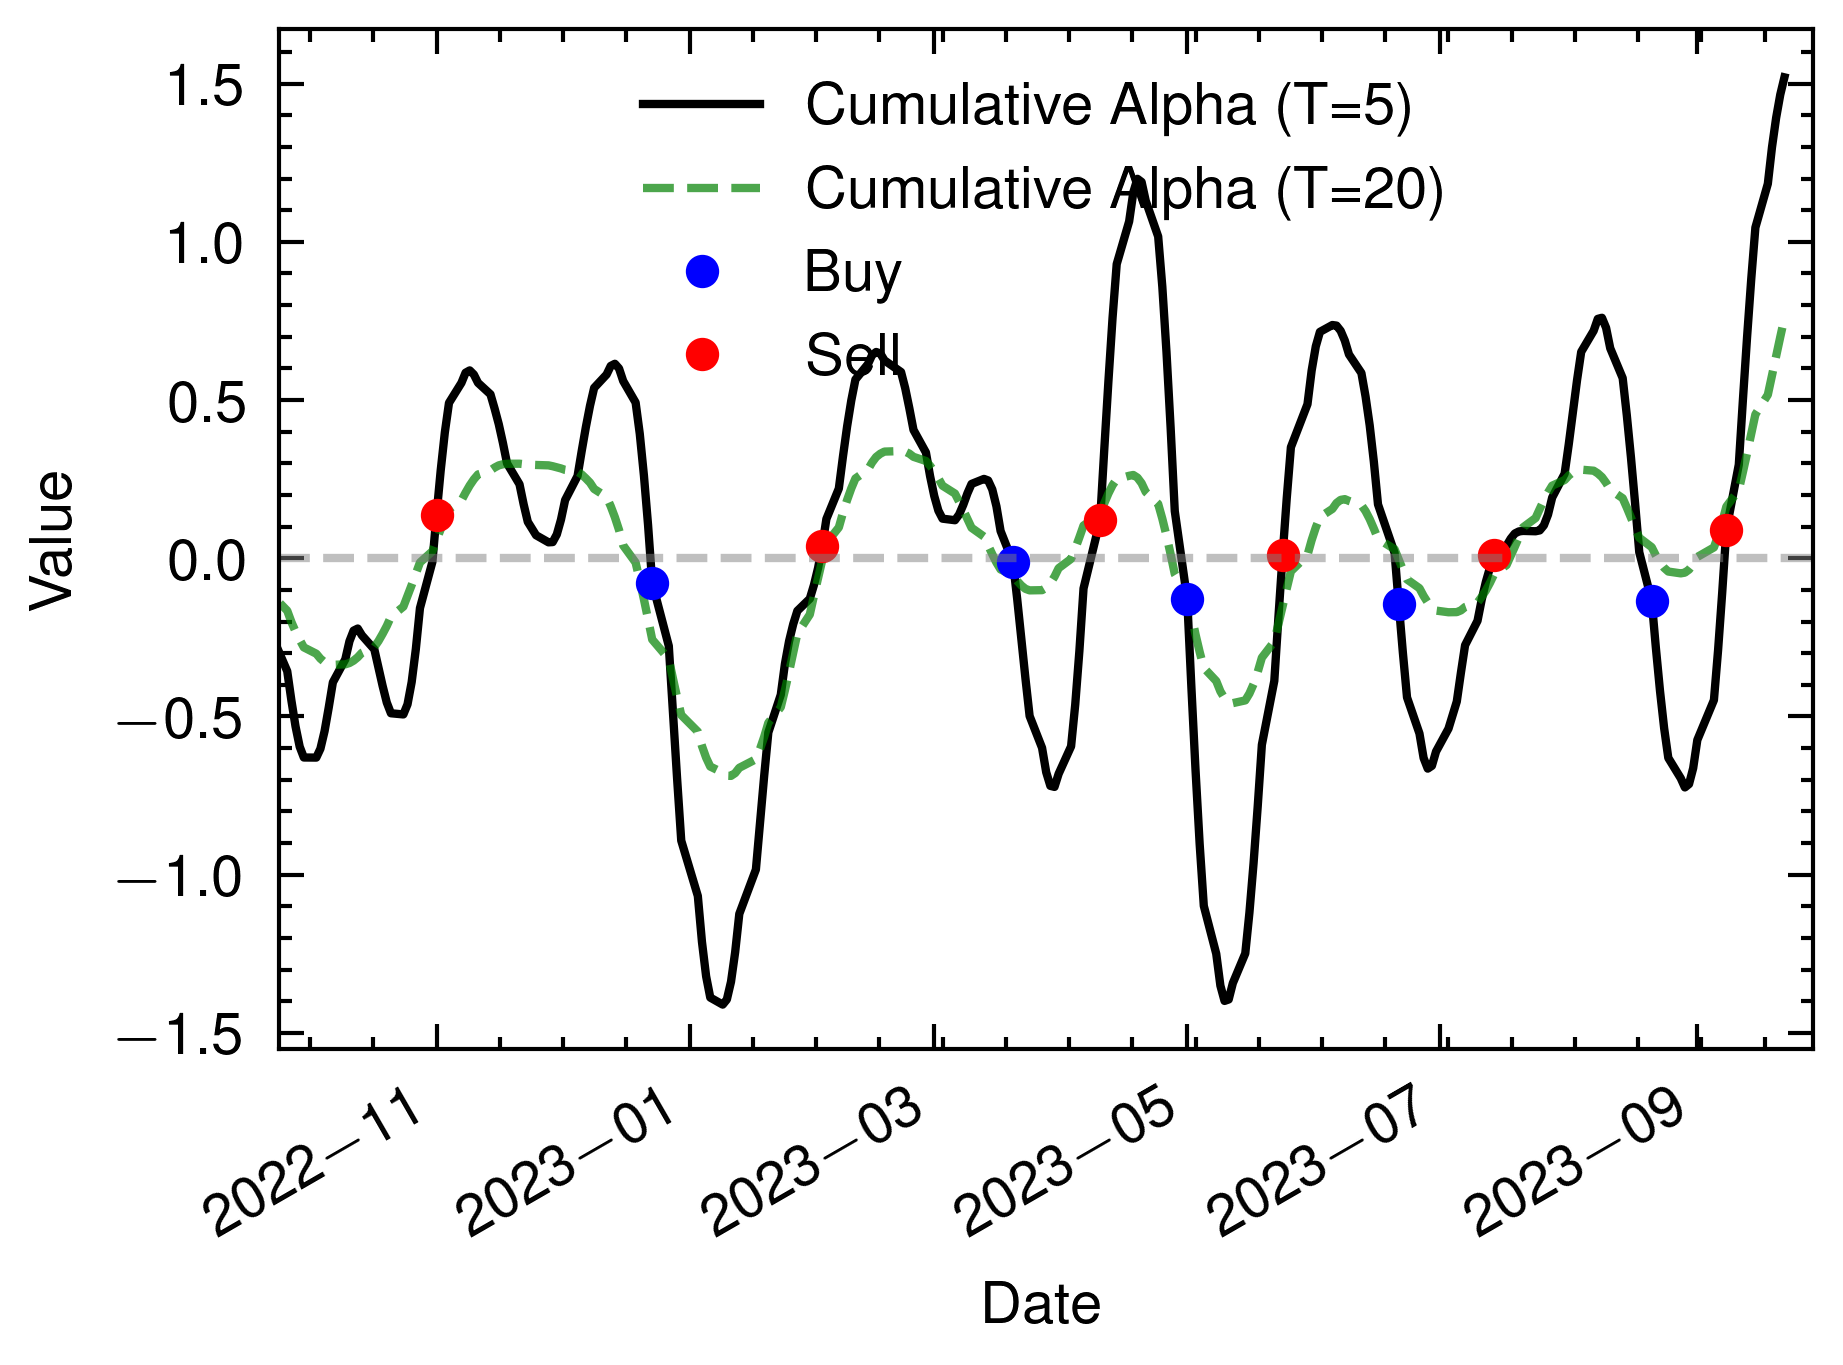 Cumulative Alpha (T=5)
Cumulative Alpha (T=20)
Buy
Sell
1.5
1.0
0.5
0.0
−0.5
−1.0
−1.5
Value
2022−11
2023−01
2023−03
2023−05
2023−07
2023−09
Date